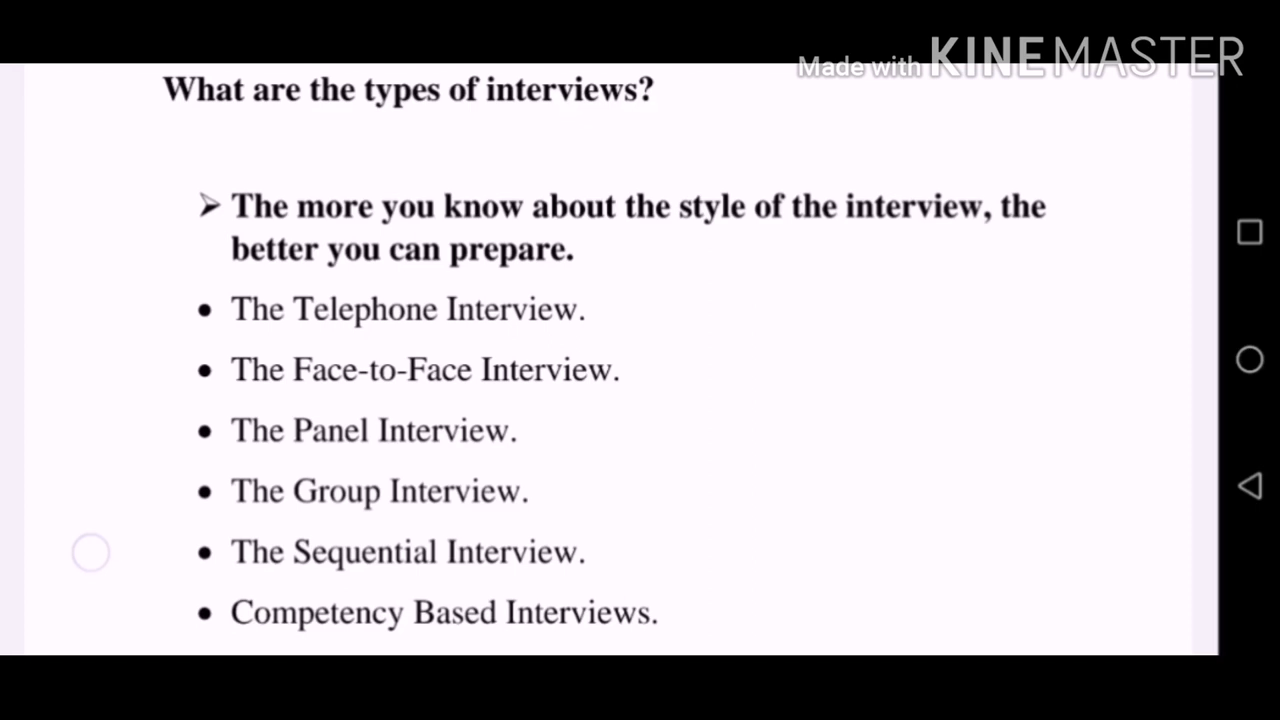 Made with KINEMASTER
What are the types of interviews?
➢ The more you know about the style of the interview, the
better you can prepare.
• The Telephone Interview.
• The Face-to-Face Interview.
• The Panel Interview.
• The Group Interview.
• The Sequential Interview.
• Competency Based Interviews.